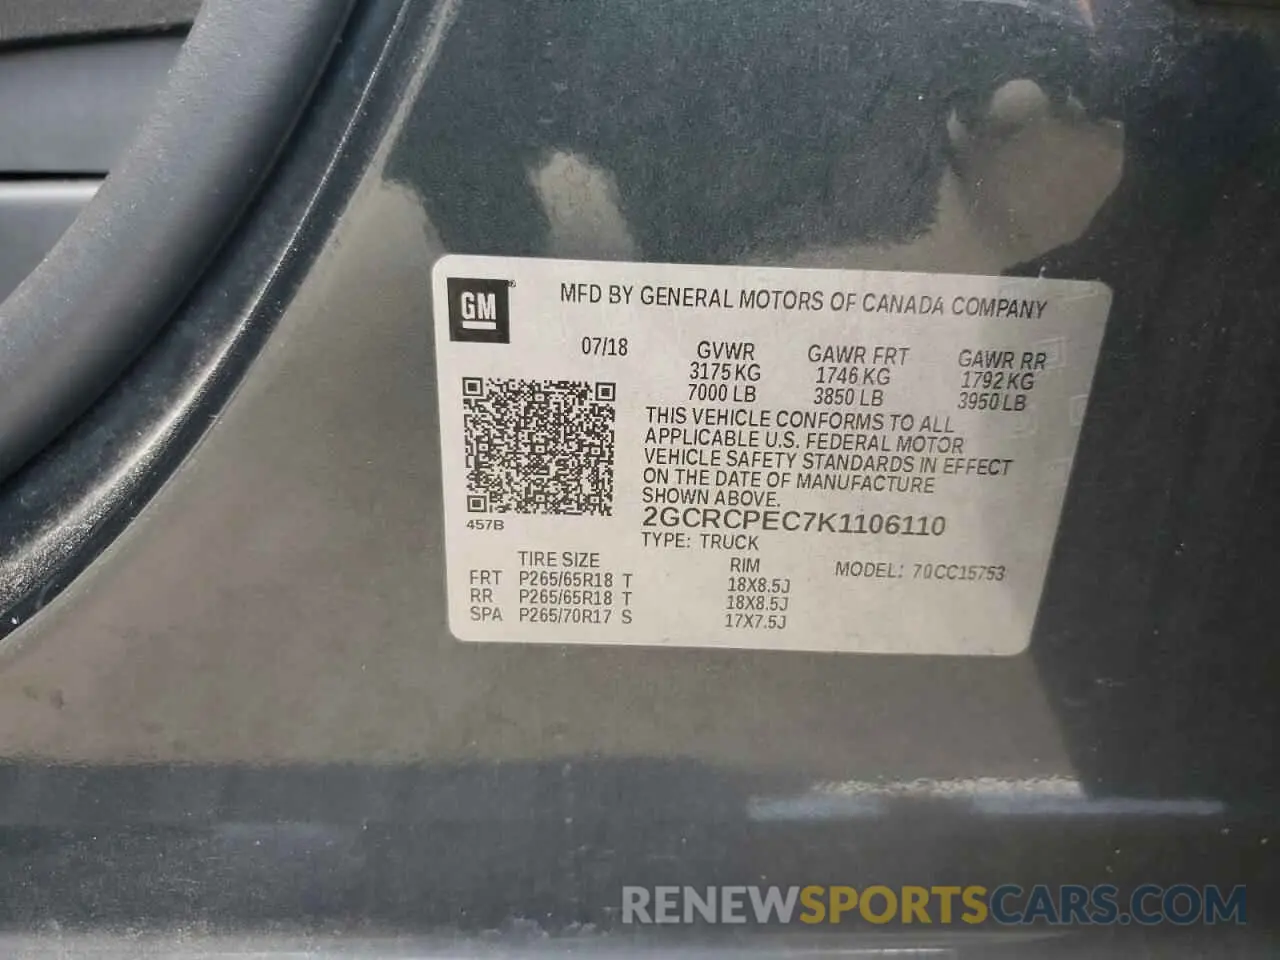 GM
MFD BY GENERAL MOTORS OF CANADA COMPANY
07/18
GVWR GAWR FRT GAWR RR
3175 KG 1746 KG 1792 KG
7000 LB 3850 LB 3950 LB
THIS VEHICLE CONFORMS TO ALL
APPLICABLE U.S. FEDERAL MOTOR
VEHICLE SAFETY STANDARDS IN EFFECT
ON THE DATE OF MANUFACTURE
SHOWN ABOVE.
457B
2GCRCPEC7K1106110
TYPE: TRUCK
TIRE SIZE RIM MODEL: 70CC15753
FRT P265/65R18 T 18X8.5J
RR P265/65R18 T 18X8.5J
SPA P265/70R17 S 17X7.5J
RENEWSPORTSCARS.COM